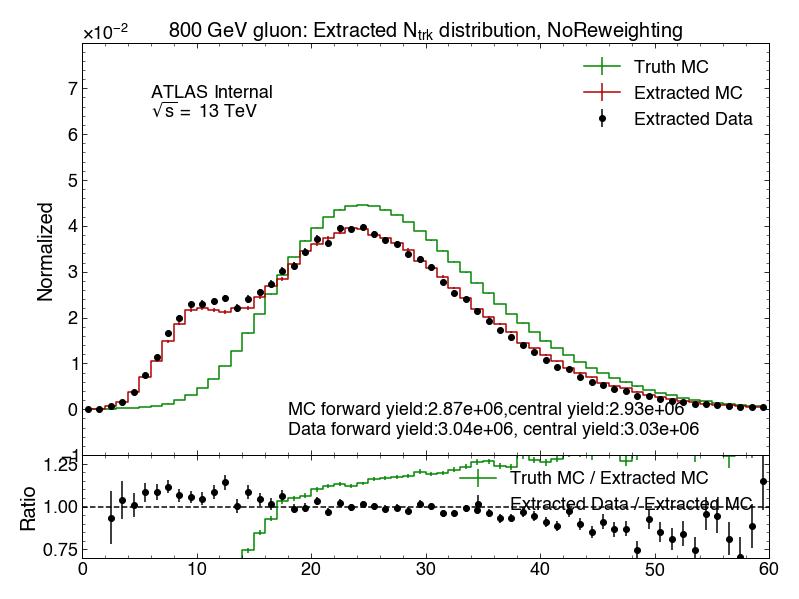 ×10⁻²
800 GeV gluon: Extracted Nₜᵣₖ distribution, NoReweighting
ATLAS Internal
√s = 13 TeV
Truth MC
Extracted MC
Extracted Data
Normalized
7
6
5
4
3
2
1
0
MC forward yield:2.87e+06,central yield:2.93e+06
Data forward yield:3.04e+06, central yield:3.03e+06
Ratio
1.25
1.00
0.75
Truth MC / Extracted MC
Extracted Data / Extracted MC
0 10 20 30 40 50 60